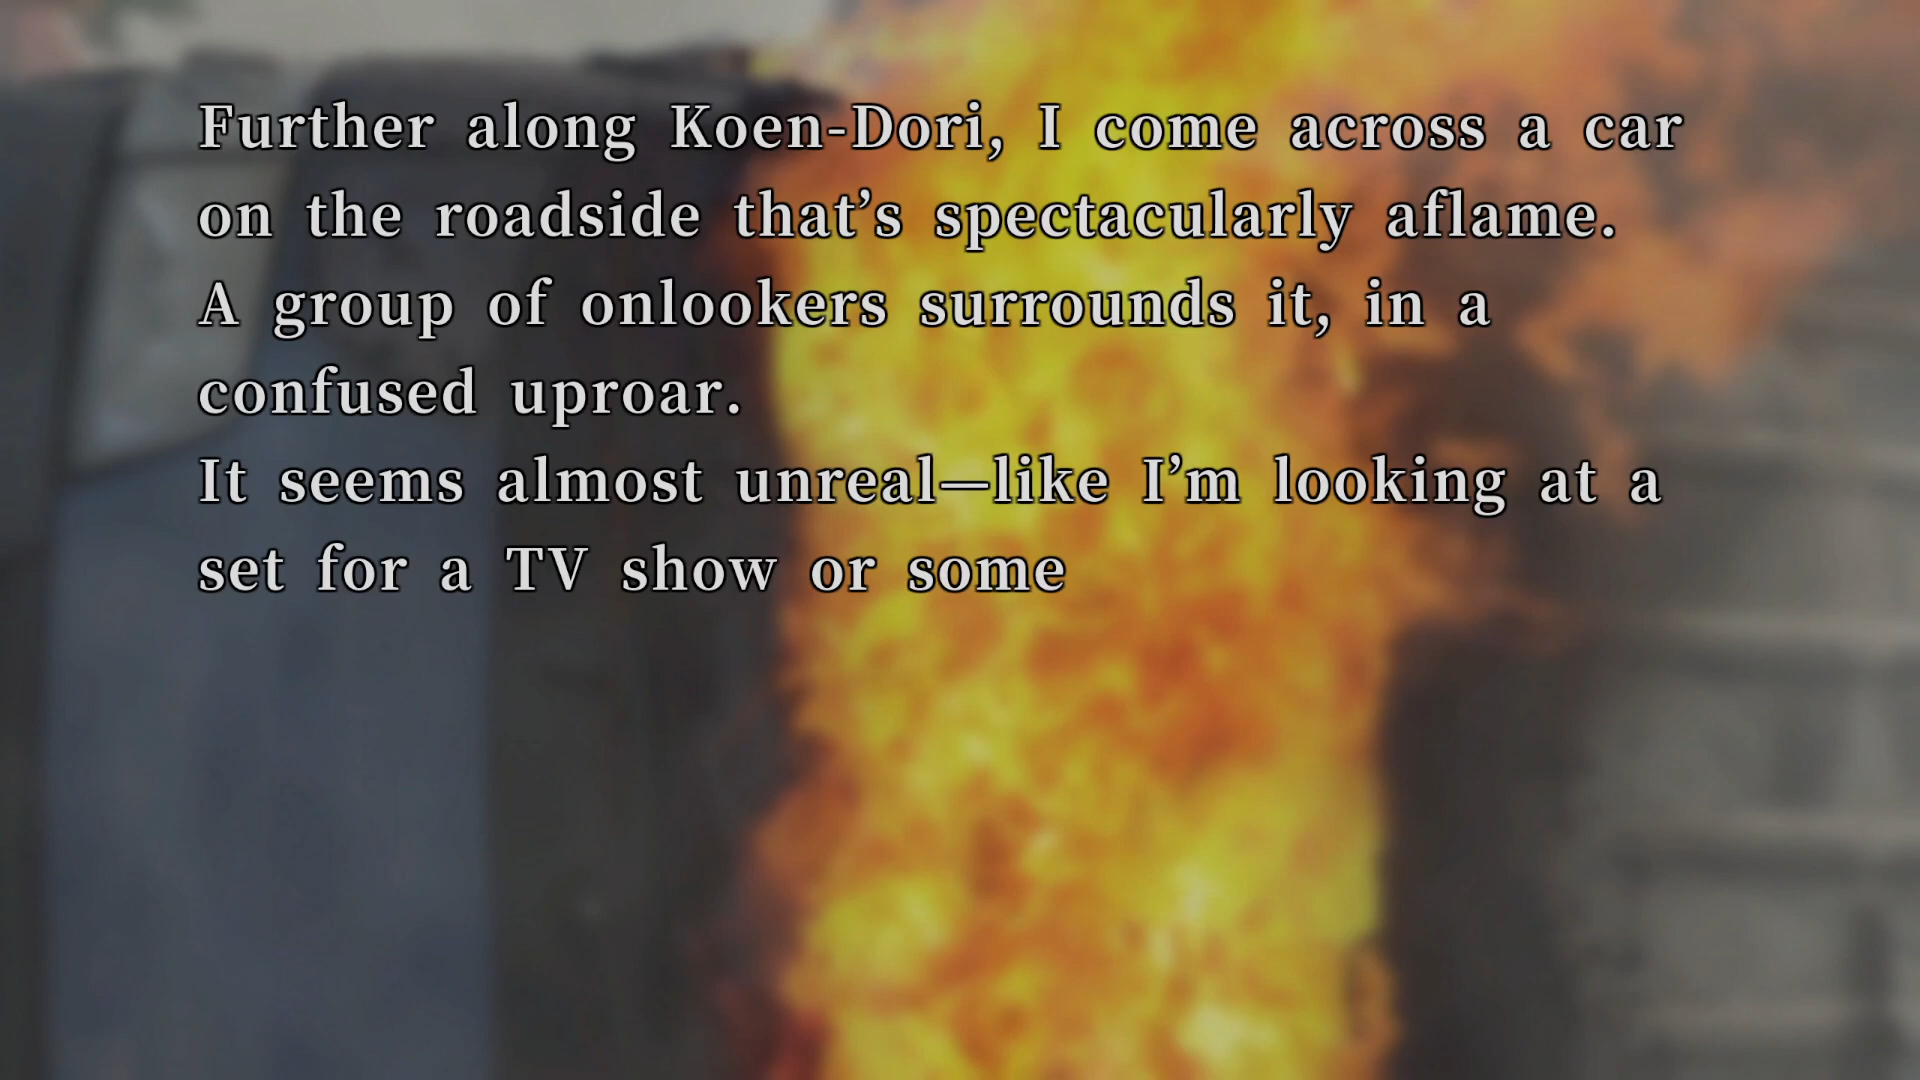 Further along Koen-Dori, I come across a car
on the roadside that’s spectacularly aflame.
A group of onlookers surrounds it, in a
confused uproar.
It seems almost unreal—like I’m looking at a
set for a TV show or some